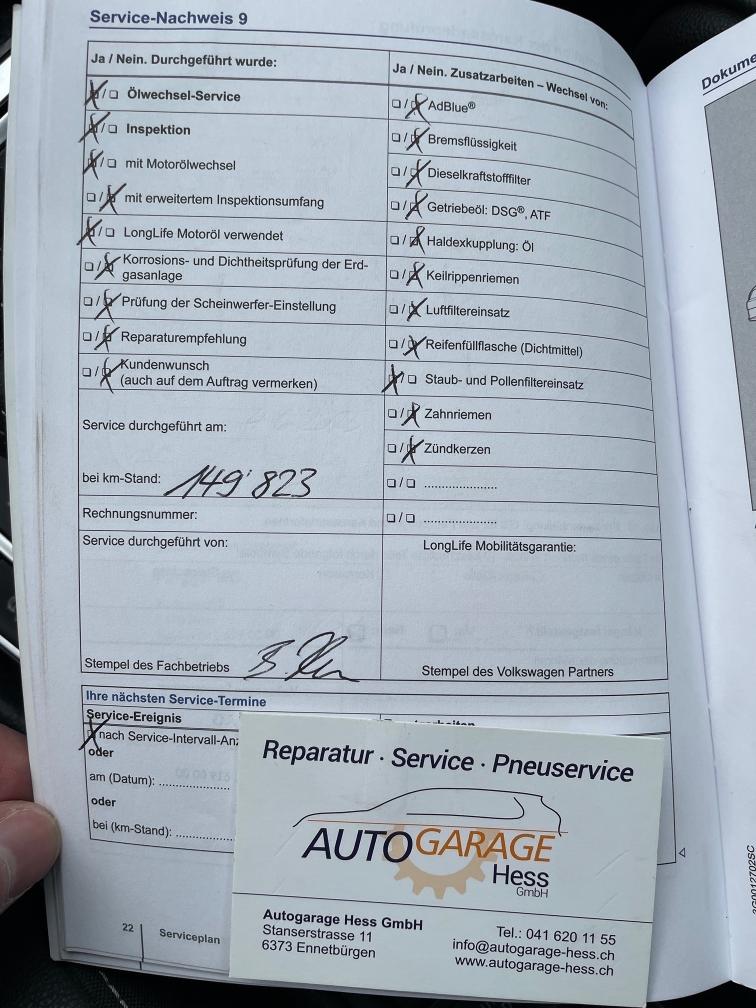 Service-Nachweis 9
Ja / Nein. Durchgeführt wurde:
Ölwechsel-Service
Inspektion
mit Motorölwechsel
mit erweitertem Inspektionsumfang
LongLife Motoröl verwendet
Korrosions- und Dichtheitsprüfung der Erd-
gasanlage
Prüfung der Scheinwerfer-Einstellung
Reparaturempfehlung
Kundenwunsch
(auch auf dem Auftrag vermerken)
Service durchgeführt am:
bei km-Stand: 149'823
Rechnungsnummer:
Service durchgeführt von:
Stempel des Fachbetriebs
Ja / Nein. Zusatzarbeiten – Wechsel von:
AdBlue®
Bremsflüssigkeit
Dieselkraftstofffilter
Getriebeöl: DSG®, ATF
Haldexkupplung: Öl
Keilrippenriemen
Luftfiltereinsatz
Reifenfüllflasche (Dichtmittel)
Staub- und Pollenfiltereinsatz
Zahnriemen
Zündkerzen
LongLife Mobilitätsgarantie:
Stempel des Volkswagen Partners
Ihre nächsten Service-Termine
Service-Ereignis
nach Service-Intervall-Anz
oder
am (Datum):
oder
bei (km-Stand):
22 Serviceplan
Reparatur · Service · Pneuservice
AUTOGARAGE
Hess
GmbH
Autogarage Hess GmbH
Stanserstrasse 11
6373 Ennetbürgen
Tel.: 041 620 11 55
info@autogarage-hess.ch
www.autogarage-hess.ch
Dokume